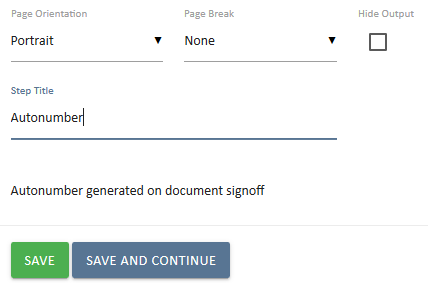 Page Orientation Page Break Hide Output
Portrait None
Step Title
Autonumber
Autonumber generated on document signoff
SAVE SAVE AND CONTINUE